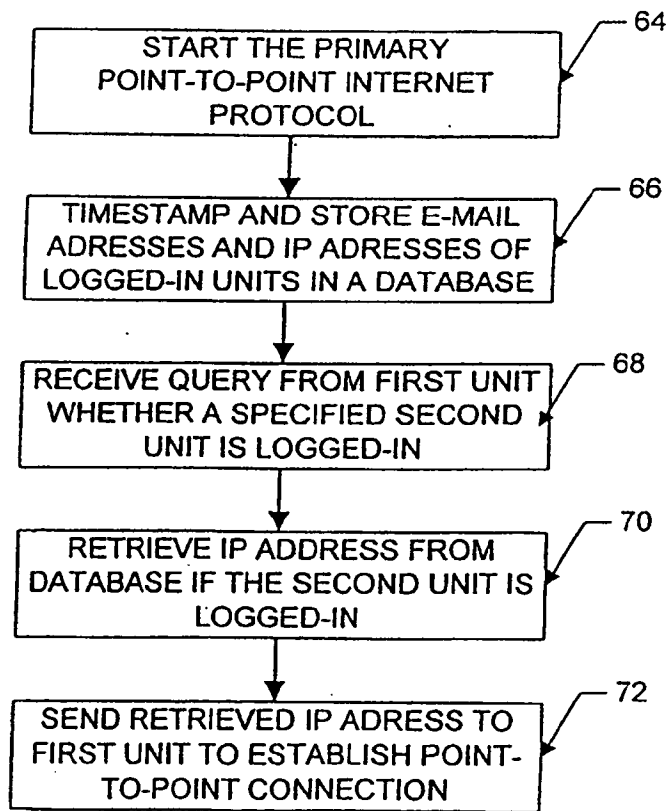 START THE PRIMARY
POINT-TO-POINT INTERNET
PROTOCOL
64
TIMESTAMP AND STORE E-MAIL
ADRESSES AND IP ADRESSES OF
LOGGED-IN UNITS IN A DATABASE
66
RECEIVE QUERY FROM FIRST UNIT
WHETHER A SPECIFIED SECOND
UNIT IS LOGGED-IN
68
RETRIEVE IP ADDRESS FROM
DATABASE IF THE SECOND UNIT IS
LOGGED-IN
70
SEND RETRIEVED IP ADRESS TO
FIRST UNIT TO ESTABLISH POINT-
TO-POINT CONNECTION
72